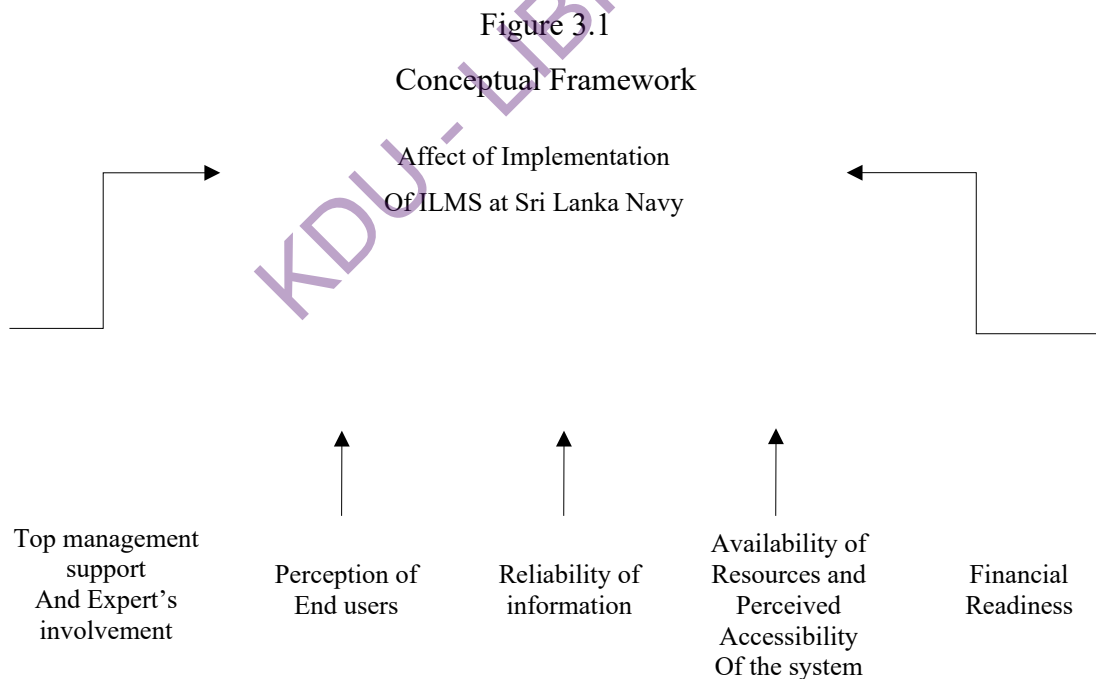 Figure 3.1
Conceptual Framework
Affect of Implementation
Of ILMS at Sri Lanka Navy
KDU - LIB
Top management
support
And Expert's
involvement
Perception of
End users
Reliability of
information
Availability of
Resources and
Perceived
Accessibility
Of the system
Financial
Readiness